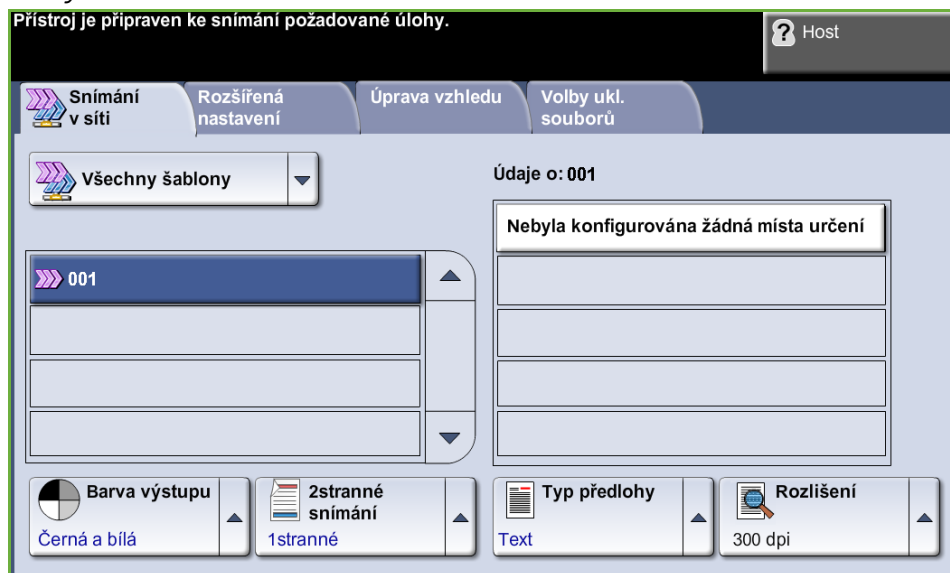 Přístroj je připraven ke snímání požadované úlohy.
Host
Snímání
v síti
Rozšířená
nastavení
Úprava vzhledu
Volby ukl.
souborů
Všechny šablony
Údaje o: 001
Nebyla konfigurována žádná místa určení
001
Barva výstupu
Černá a bílá
2stranné
snímání
1stranné
Typ předlohy
Text
Rozlišení
300 dpi